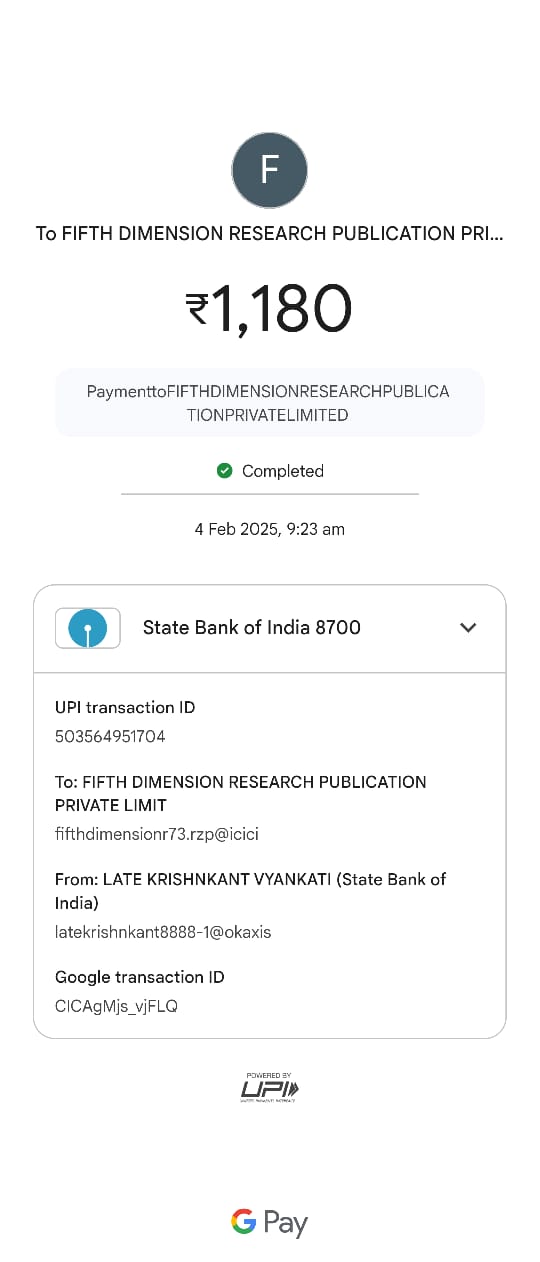 F
To FIFTH DIMENSION RESEARCH PUBLICATION PRI...
₹1,180
PaymenttoFIFTHDIMENSIONRESEARCHPUBLICA
TIONPRIVATELIMITED
Completed
4 Feb 2025, 9:23 am
State Bank of India 8700
UPI transaction ID
503564951704
To: FIFTH DIMENSION RESEARCH PUBLICATION
PRIVATE LIMIT
fifthdimensionr73.rzp@icici
From: LATE KRISHNKANT VYANKATI (State Bank of
India)
latekrishnkant8888-1@okaxis
Google transaction ID
CICAgMjs_vjFLQ
POWERED BY
UPI
G Pay